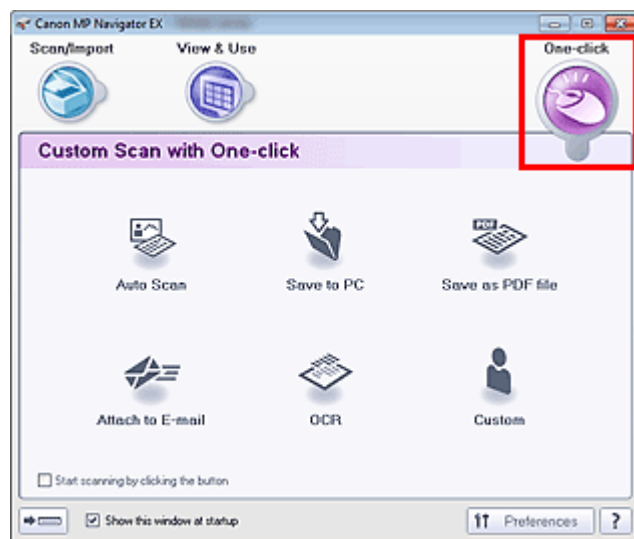 Canon MP Navigator EX
Scan/Import View & Use One-click
Custom Scan with One-click
Auto Scan Save to PC PDF Save as PDF file
Attach to E-mail OCR Custom
Start scanning by clicking the button
Show this window at startup Preferences ?